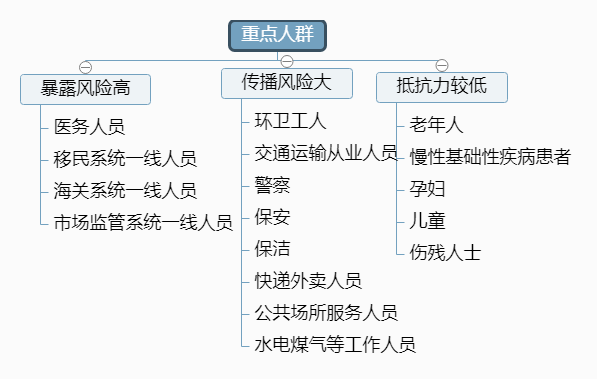 重点人群
暴露风险高
医务人员
移民系统一线人员
海关系统一线人员
市场监管系统一线人员
传播风险大
环卫工人
交通运输从业人员
警察
保安
保洁
快递外卖人员
公共场所服务人员
水电煤气等工作人员
抵抗力较低
老年人
慢性基础性疾病患者
孕妇
儿童
伤残人士